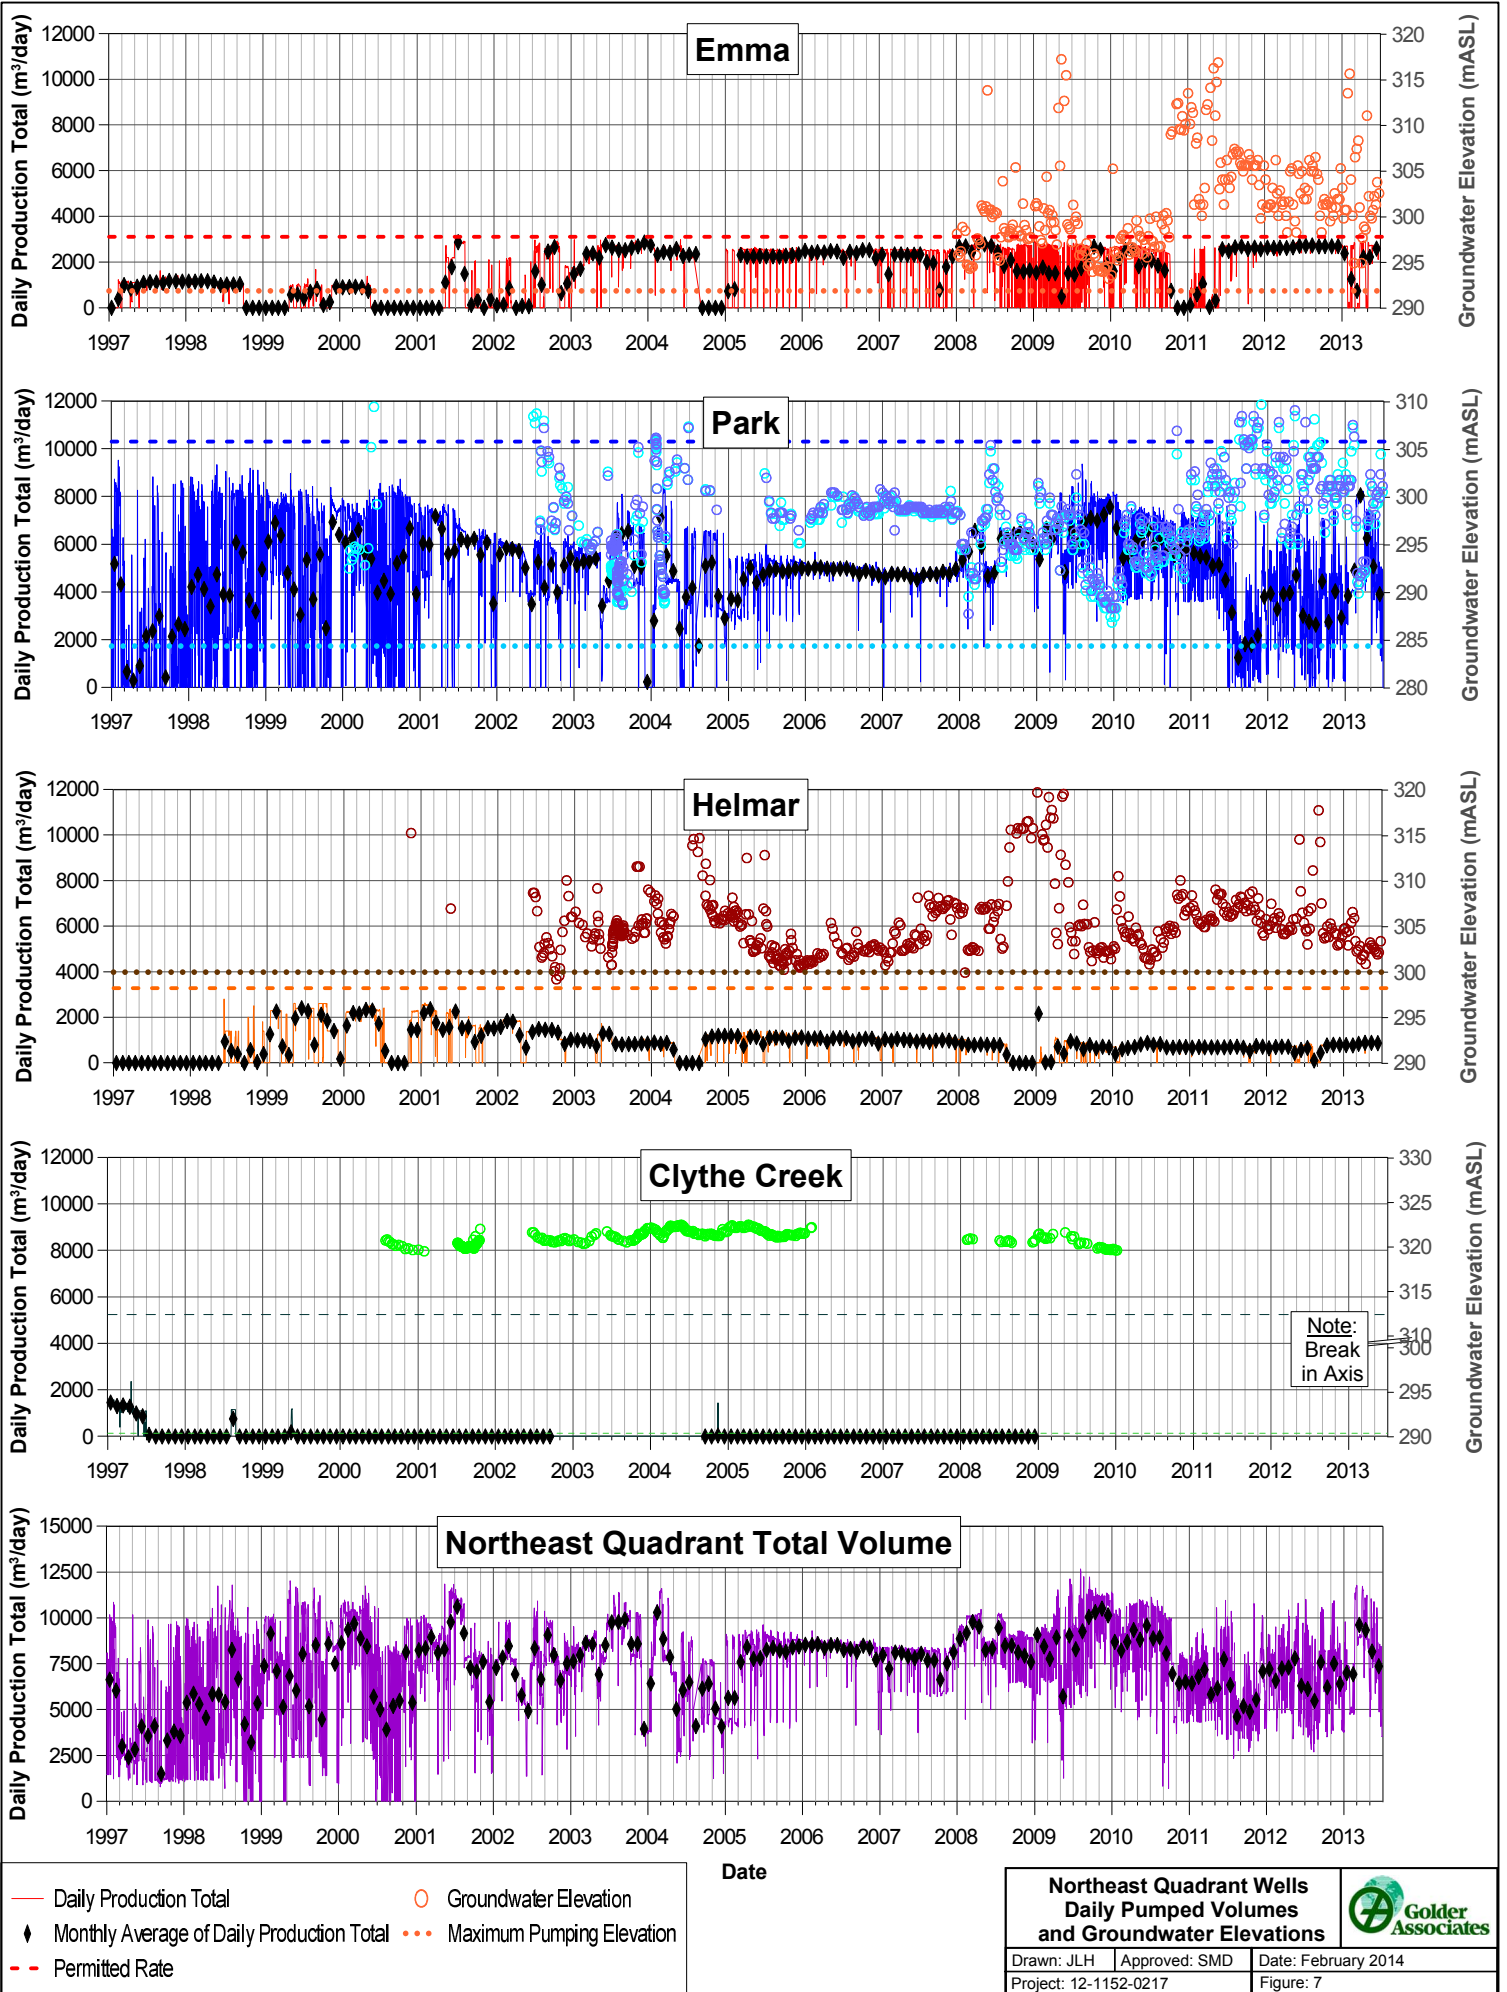 Emma
Daily Production Total (m³/day)
Groundwater Elevation (mASL)
12000
10000
8000
6000
4000
2000
0
320
315
310
305
300
295
290
1997 1998 1999 2000 2001 2002 2003 2004 2005 2006 2007 2008 2009 2010 2011 2012 2013
Park
Daily Production Total (m³/day)
Groundwater Elevation (mASL)
12000
10000
8000
6000
4000
2000
0
310
305
300
295
290
285
280
1997 1998 1999 2000 2001 2002 2003 2004 2005 2006 2007 2008 2009 2010 2011 2012 2013
Helmar
Daily Production Total (m³/day)
Groundwater Elevation (mASL)
12000
10000
8000
6000
4000
2000
0
320
315
310
305
300
295
290
1997 1998 1999 2000 2001 2002 2003 2004 2005 2006 2007 2008 2009 2010 2011 2012 2013
Clythe Creek
Daily Production Total (m³/day)
Groundwater Elevation (mASL)
12000
10000
8000
6000
4000
2000
0
330
325
320
315
310
300
295
290
Note:
Break
in Axis
1997 1998 1999 2000 2001 2002 2003 2004 2005 2006 2007 2008 2009 2010 2011 2012 2013
Northeast Quadrant Total Volume
Daily Production Total (m³/day)
15000
12500
10000
7500
5000
2500
0
1997 1998 1999 2000 2001 2002 2003 2004 2005 2006 2007 2008 2009 2010 2011 2012 2013
Date
Daily Production Total
Monthly Average of Daily Production Total
Permitted Rate
Groundwater Elevation
Maximum Pumping Elevation
Northeast Quadrant Wells
Daily Pumped Volumes
and Groundwater Elevations
Golder
Associates
Drawn: JLH Approved: SMD Date: February 2014
Project: 12-1152-0217 Figure: 7